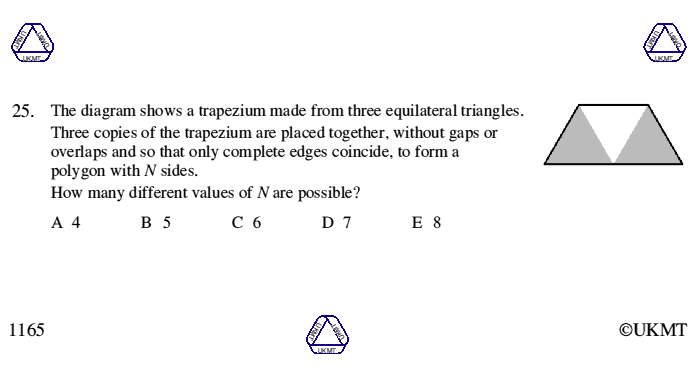 UKMT UKMT UKMT UKMT UKMT UKMT
25. The diagram shows a trapezium made from three equilateral triangles.
Three copies of the trapezium are placed together, without gaps or
overlaps and so that only complete edges coincide, to form a
polygon with N sides.
How many different values of N are possible?
A 4 B 5 C 6 D 7 E 8
1165 UKMT UKMT UKMT ©UKMT